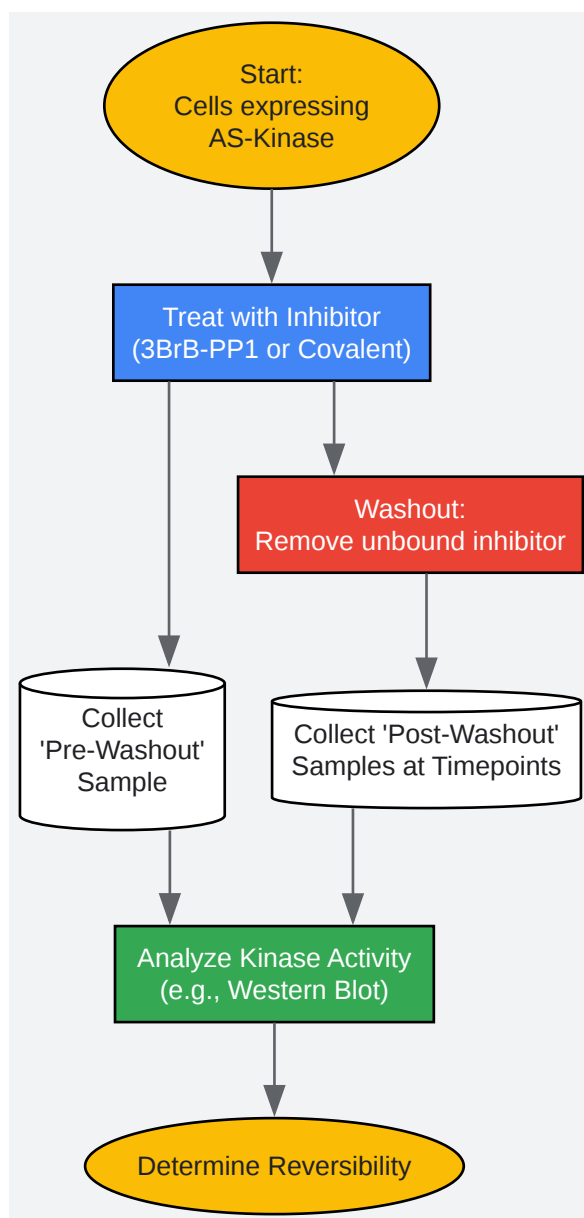 Start:
Cells expressing
AS-Kinase
Treat with Inhibitor
(3BrB-PP1 or Covalent)
Washout:
Remove unbound inhibitor
Collect
'Pre-Washout'
Sample
Collect 'Post-Washout'
Samples at Timepoints
Analyze Kinase Activity
(e.g., Western Blot)
Determine Reversibility